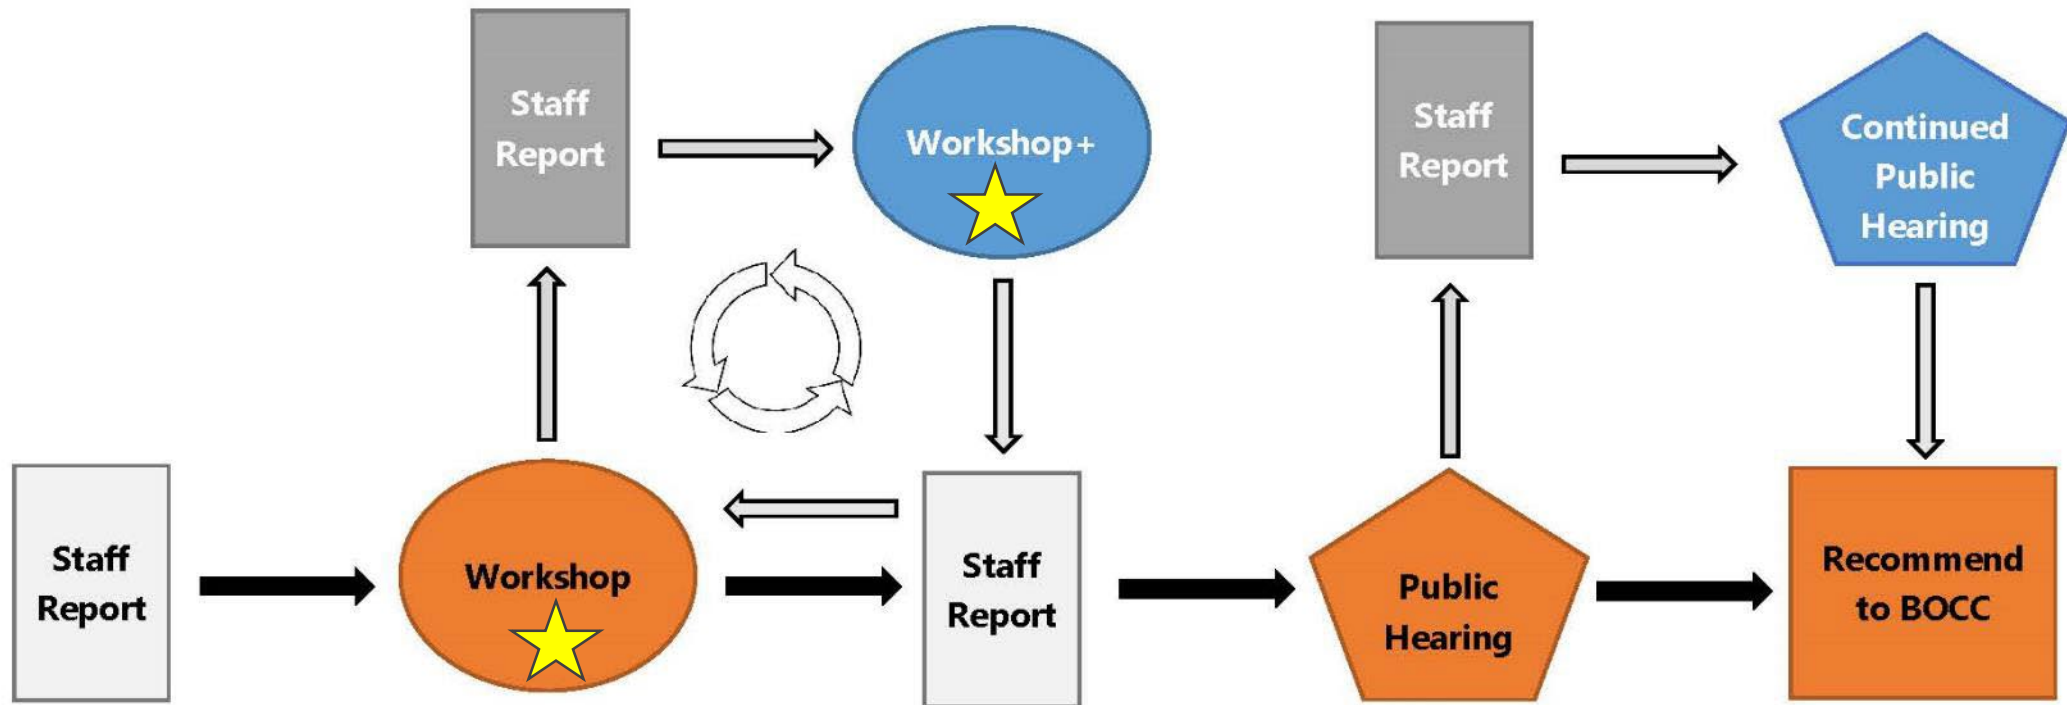 Staff
Report
Workshop+
Staff
Report
Continued
Public
Hearing
Staff
Report
Workshop
Staff
Report
Public
Hearing
Recommend
to BOCC